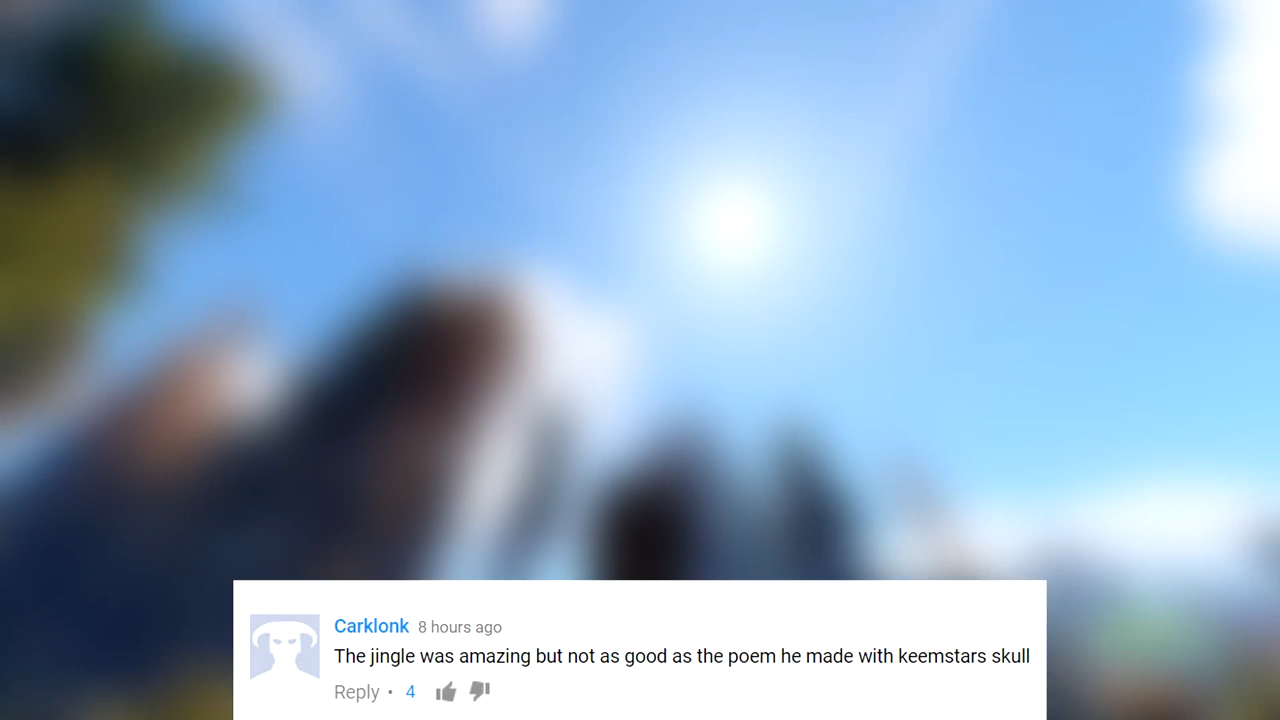 Carklonk 8 hours ago
The jingle was amazing but not as good as the poem he made with keemstars skull
Reply • 4